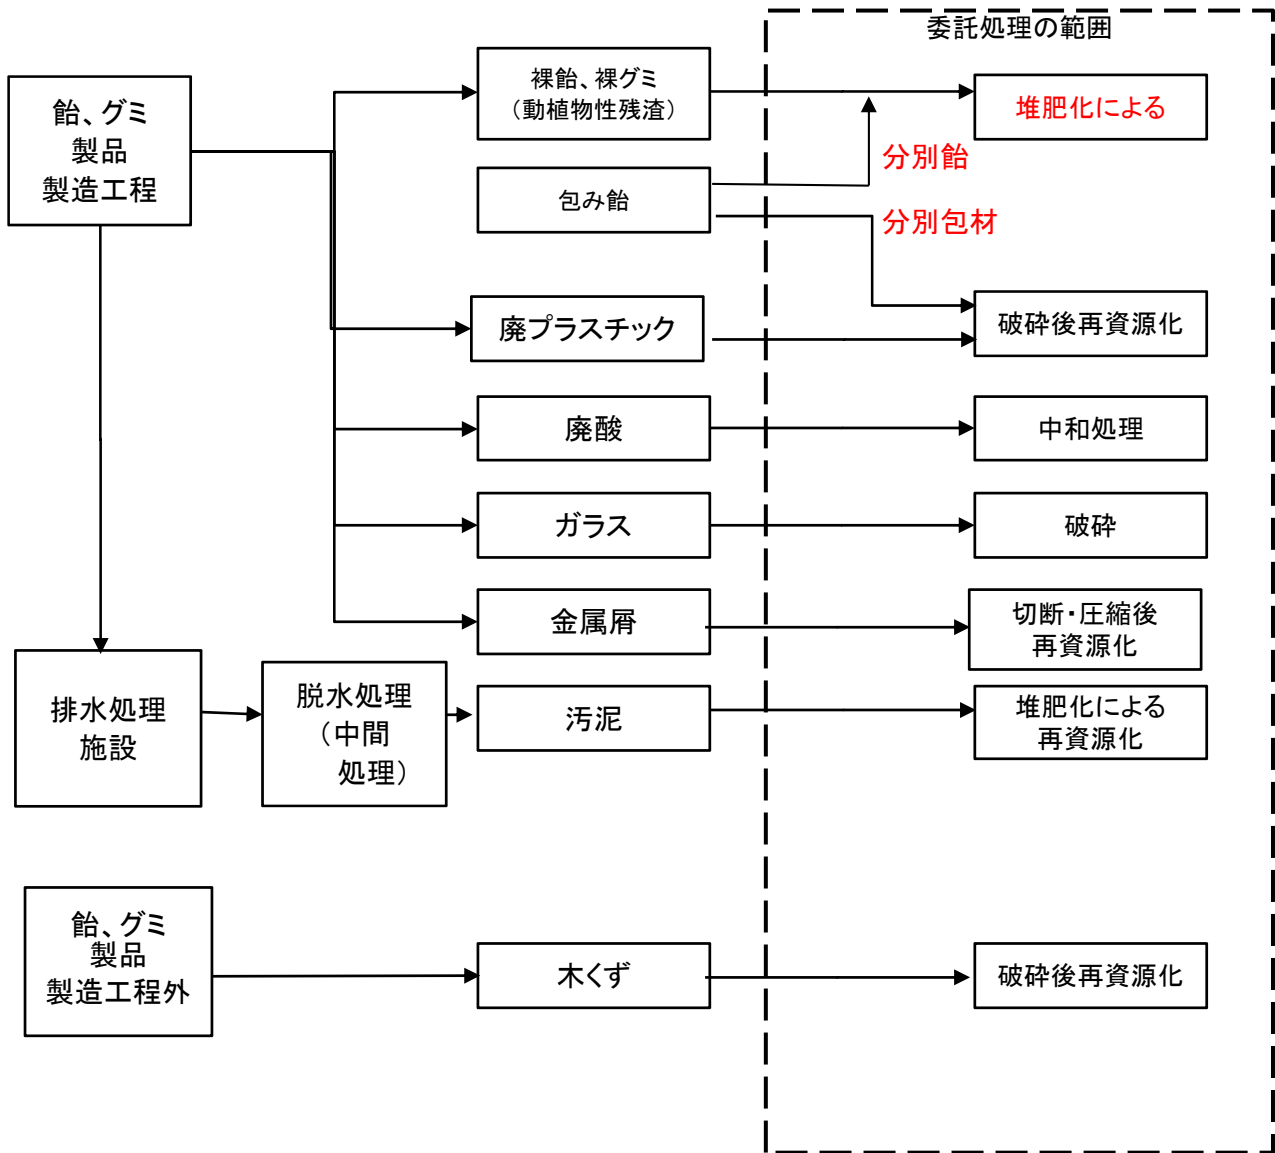 委託処理の範囲
飴、グミ
製品
製造工程
裸飴、裸グミ
（動植物性残渣）
堆肥化による
分別飴
包み飴
分別包材
廃プラスチック
破砕後再資源化
廃酸
中和処理
ガラス
破砕
金属屑
切断・圧縮後
再資源化
排水処理
施設
脱水処理
（中間
処理）
汚泥
堆肥化による
再資源化
飴、グミ
製品
製造工程外
木くず
破砕後再資源化